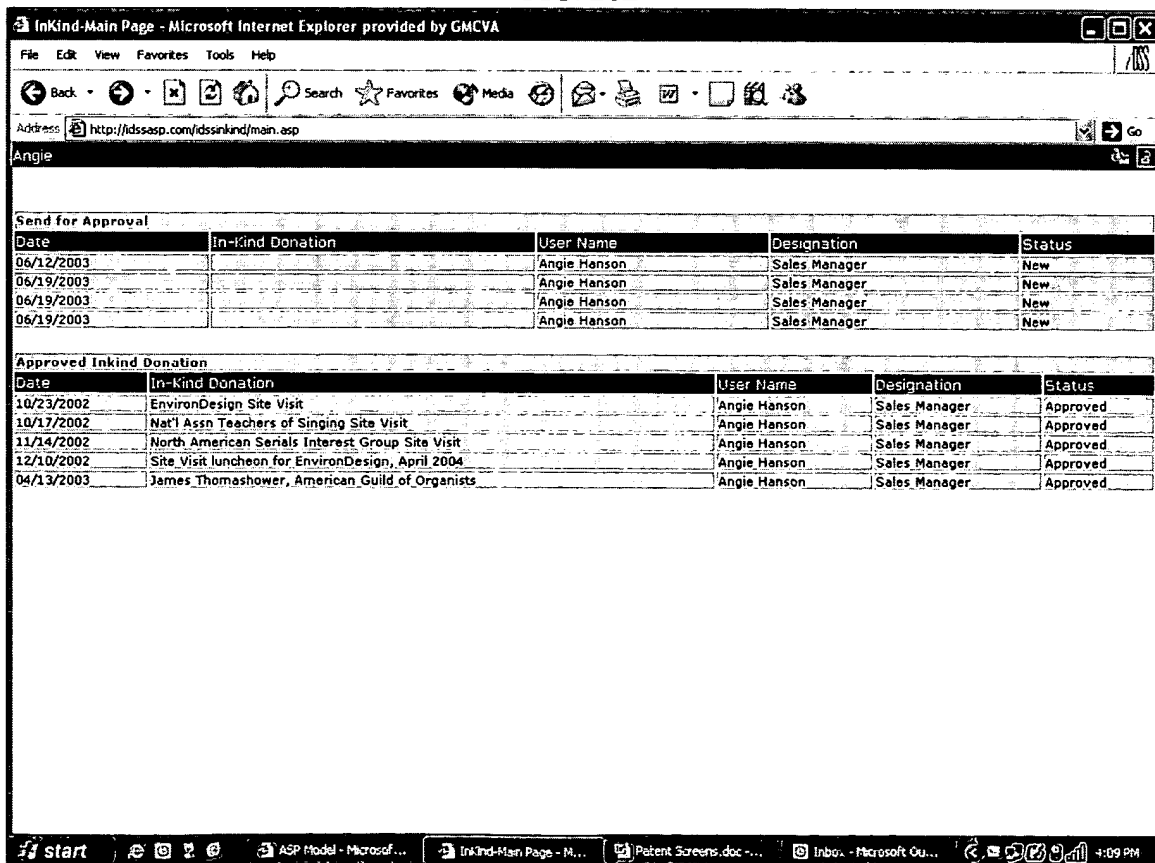 InKind-Main Page - Microsoft Internet Explorer provided by GMCVA
File Edit View Favorites Tools Help
Back Search Favorites Media
Address http://idssasp.com/idssinkind/main.asp Go
Angie
Send for Approval
Date In-Kind Donation User Name Designation Status
06/12/2003 Angie Hanson Sales Manager New
06/19/2003 Angie Hanson Sales Manager New
06/19/2003 Angie Hanson Sales Manager New
06/19/2003 Angie Hanson Sales Manager New
Approved Inkind Donation
Date In-Kind Donation User Name Designation Status
10/23/2002 EnvironDesign Site Visit Angie Hanson Sales Manager Approved
10/17/2002 Nat'l Assn Teachers of Singing Site Visit Angie Hanson Sales Manager Approved
11/14/2002 North American Serials Interest Group Site Visit Angie Hanson Sales Manager Approved
12/10/2002 Site Visit luncheon for EnvironDesign, April 2004 Angie Hanson Sales Manager Approved
04/13/2003 James Thomashower, American Guild of Organists Angie Hanson Sales Manager Approved
start ASP Model - Microsof... InKind-Main Page - M... Patent Screens.doc -... Inbox - Microsoft Ou... 4:09 PM